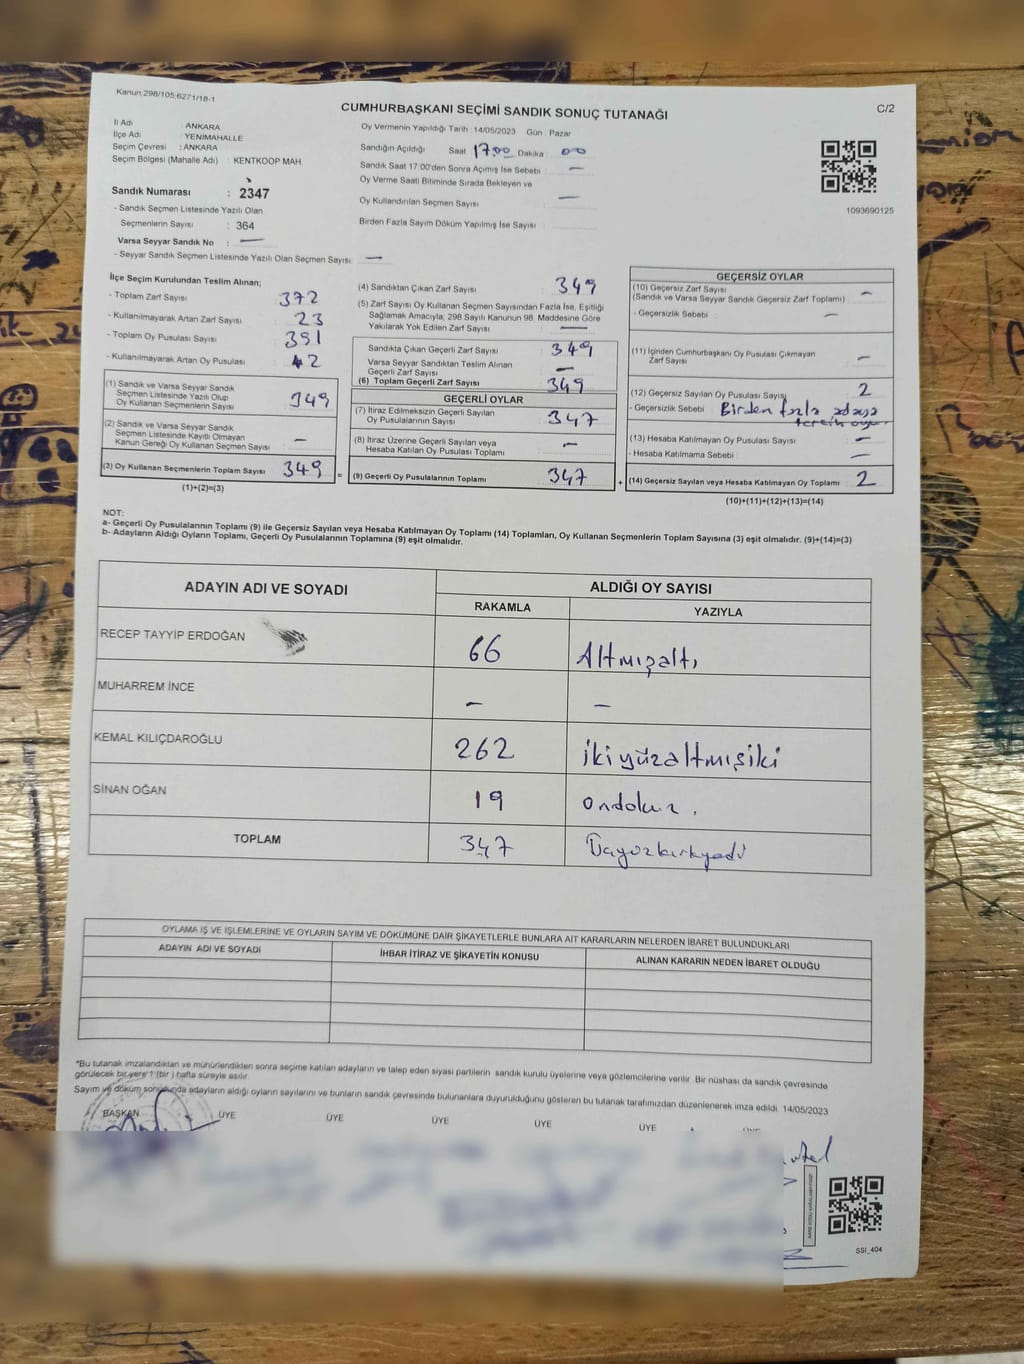 Kanun:298/105;6271/18-1
CUMHURBAŞKANI SEÇİMİ SANDIK SONUÇ TUTANAĞI
C/2
İl Adı : ANKARA
İlçe Adı : YENİMAHALLE
Seçim Çevresi : ANKARA
Seçim Bölgesi (Mahalle Adı) : KENTKOOP MAH.
Sandık Numarası : 2347
- Sandık Seçmen Listesinde Yazılı Olan
Seçmenlerin Sayısı : 364
Varsa Seyyar Sandık No : —
- Seyyar Sandık Seçmen Listesinde Yazılı Olan Seçmen Sayısı : —
Oy Vermenin Yapıldığı Tarih : 14/05/2023 Gün : Pazar
Sandığın Açıldığı Saat 17.00 Dakika 00
Sandık Saat 17:00'den Sonra Açımış İse Sebebi : —
Oy Verme Saati Bitiminde Sırada Bekleyen ve
Oy Kullandırılan Seçmen Sayısı —
Birden Fazla Sayım Döküm Yapılmış İse Sayısı :
1093690125
İlçe Seçim Kurulundan Teslim Alınan;
- Toplam Zarf Sayısı 372
- Kullanılmayarak Artan Zarf Sayısı : 23
- Toplam Oy Pusulası Sayısı : 391
- Kullanılmayarak Artan Oy Pusulası : 42
(1) Sandık ve Varsa Seyyar Sandık
Seçmen Listesinde Yazılı Olup
Oy Kullanan Seçmenlerin Sayısı : 349
(2) Sandık ve Varsa Seyyar Sandık
Seçmen Listesinde Kayıtlı Olmayan
Kanun Gereği Oy Kullanan Seçmen Sayısı : —
(3) Oy Kullanan Seçmenlerin Toplam Sayısı : 349 =
(1)+(2)=(3)
(4) Sandıktan Çıkan Zarf Sayısı : 349
(5) Zarf Sayısı Oy Kullanan Seçmen Sayısından Fazla İse, Eşitliği
Sağlamak Amacıyla, 298 Sayılı Kanunun 98. Maddesine Göre
Yakılarak Yok Edilen Zarf Sayısı : —
Sandıkta Çıkan Geçerli Zarf Sayısı : 349
Varsa Seyyar Sandıktan Teslim Alınan
Geçerli Zarf Sayısı : —
(6) Toplam Geçerli Zarf Sayısı : 349
GEÇERLİ OYLAR
(7) İtiraz Edilmeksizin Geçerli Sayılan
Oy Pusulalarının Sayısı : 347
(8) İtiraz Üzerine Geçerli Sayılan veya
Hesaba Katılan Oy Pusulası Toplamı : —
(9) Geçerli Oy Pusulalarının Toplamı : 347 +
GEÇERSİZ OYLAR
(10) Geçersiz Zarf Sayısı
(Sandık ve Varsa Seyyar Sandık Geçersiz Zarf Toplamı) : —
- Geçersizlik Sebebi : —
(11) İçinden Cumhurbaşkanı Oy Pusulası Çıkmayan
Zarf Sayısı : —
(12) Geçersiz Sayılan Oy Pusulası Sayısı : 2
- Geçersizlik Sebebi : Birden fazla adaya
(13) Hesaba Katılmayan Oy Pusulası Sayısı : —
- Hesaba Katılmama Sebebi : —
(14) Geçersiz Sayılan veya Hesaba Katılmayan Oy Toplamı : 2
(10)+(11)+(12)+(13)=(14)
NOT:
a- Geçerli Oy Pusulalarının Toplamı (9) ile Geçersiz Sayılan veya Hesaba Katılmayan Oy Toplamı (14) Toplamları, Oy Kullanan Seçmenlerin Toplam Sayısına (3) eşit olmalıdır. (9)+(14)=(3)
b- Adayların Aldığı Oyların Toplamı, Geçerli Oy Pusulalarının Toplamına (9) eşit olmalıdır.
ADAYIN ADI VE SOYADI ALDIĞI OY SAYISI
RAKAMLA YAZIYLA
RECEP TAYYİP ERDOĞAN 66 Altmışaltı
MUHARREM İNCE — —
KEMAL KILIÇDAROĞLU 262 ikiyüzaltmışiki
SİNAN OĞAN 19 ondokuz.
TOPLAM 347 Üçyüzkırkyedi
OYLAMA İŞ VE İŞLEMLERİNE VE OYLARIN SAYIM VE DÖKÜMÜNE DAİR ŞİKAYETLERLE BUNLARA AİT KARARLARIN NELERDEN İBARET BULUNDUKLARI
ADAYIN ADI VE SOYADI İHBAR İTİRAZ VE ŞİKAYETİN KONUSU ALINAN KARARIN NEDEN İBARET OLDUĞU
*Bu tutanak imzalandıktan ve mühürlendikten sonra seçime katılan adayların ve talep eden siyasi partilerin sandık kurulu üyelerine veya gözlemcilerine verilir. Bir nüshası da sandık çevresinde
görülecek bir yere 1 (bir ) hafta süreyle asılır.
Sayım ve döküm sonucunda adayların aldığı oyların sayılarını ve bunların sandık çevresinde bulunanlara duyurulduğunu gösteren bu tutanak tarafımızdan düzenlenerek imza edildi. 14/05/2023
BAŞKAN ÜYE ÜYE ÜYE ÜYE ÜYE
SSİ_404